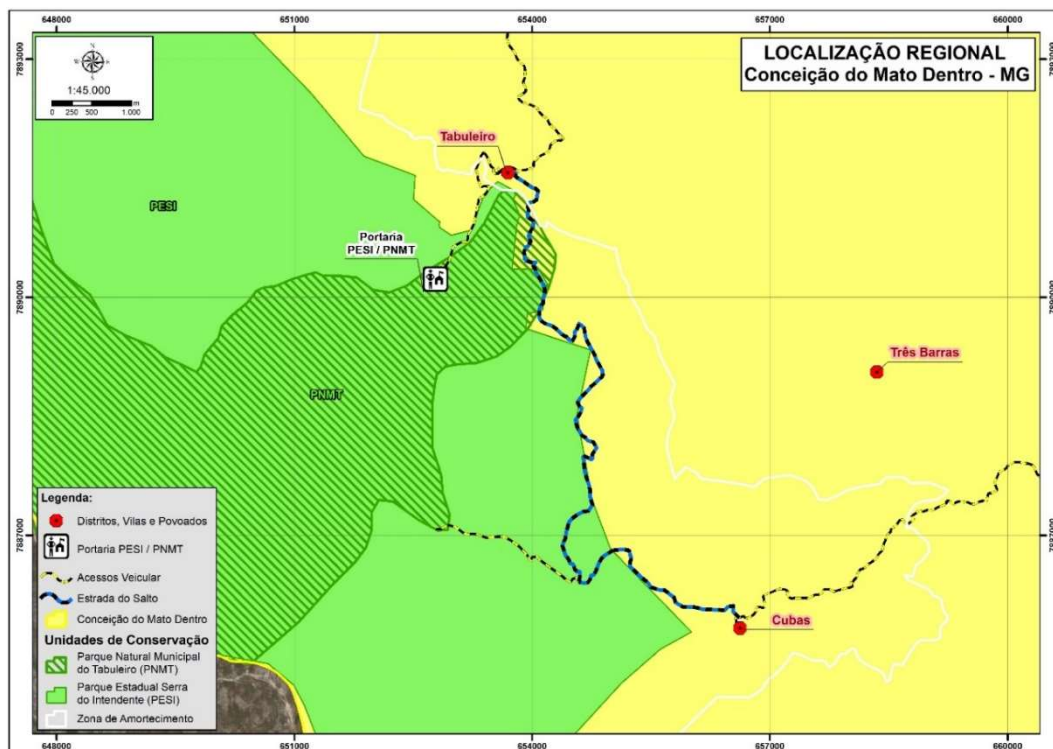 648000
651000
654000
657000
660000
7893000
7893000
N
1:45.000
0 250 500 1.000
m
LOCALIZAÇÃO REGIONAL
Conceição do Mato Dentro - MG
Tabuleiro
PESI
Portaria
PESI / PNMT
7890000
7890000
Três Barras
PNMT
Legenda:
Distritos, Vilas e Povoados
Portaria PESI / PNMT
Acessos Veicular
Estrada do Salto
Conceição do Mato Dentro
Unidades de Conservação
Parque Natural Municipal
do Tabuleiro (PNMT)
Parque Estadual Serra
do Intendente (PESI)
Zona de Amortecimento
7887000
7887000
Cubas
648000
651000
654000
657000
660000